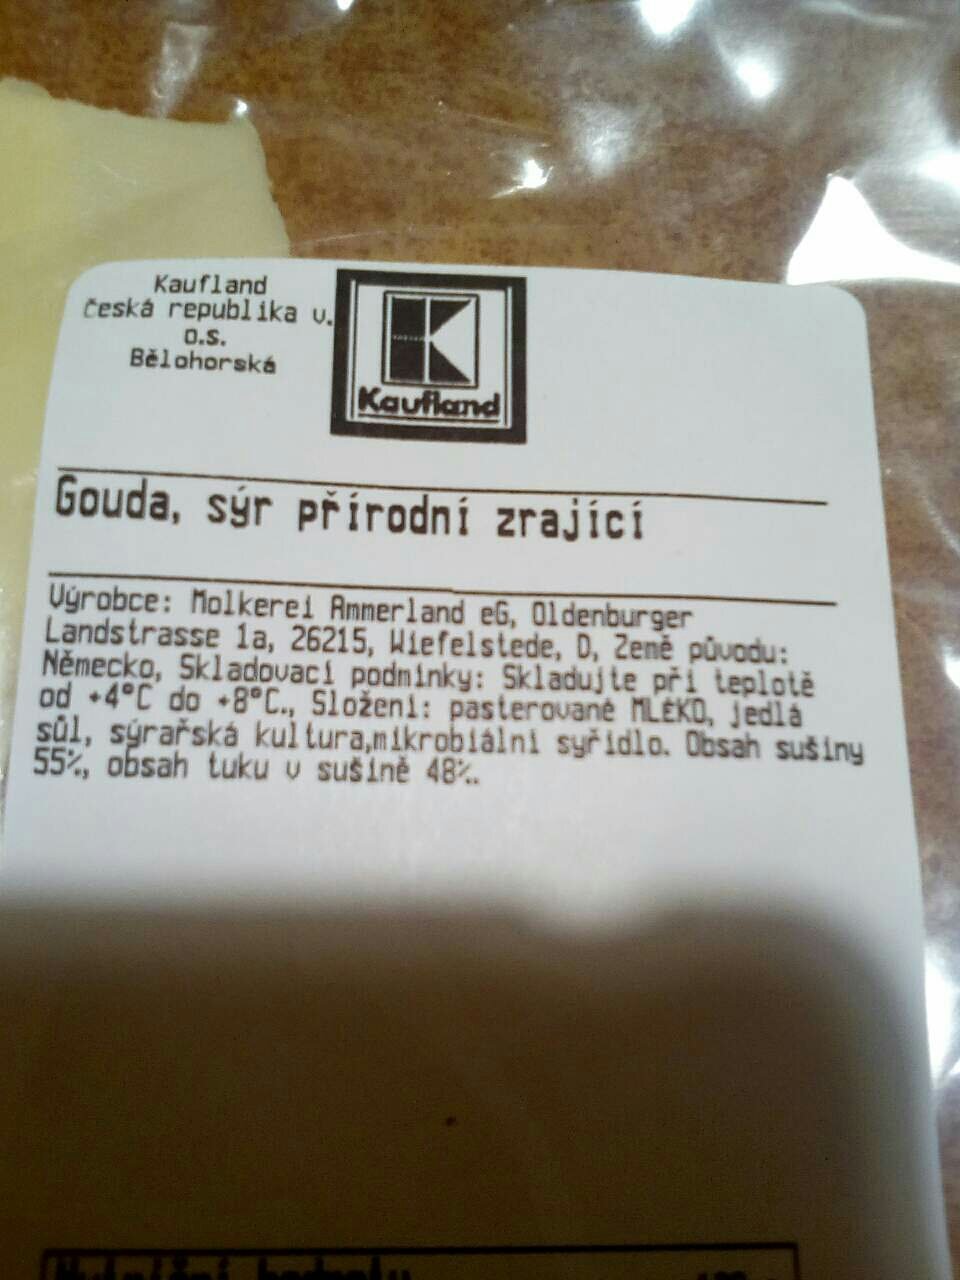 Kaufland
Česká republika v.
o.s.
Bělohorská
Kaufland
Gouda, sýr přírodní zrající
Výrobce: Molkerei Ammerland eG, Oldenburger
Landstrasse 1a, 26215, Wiefelstede, D, Země původu:
Německo, Skladovací podmínky: Skladujte při teplotě
od +4°C do +8°C., Složení: pasterované MLÉKO, jedlá
sůl, sýrařská kultura,mikrobiální syřidlo. Obsah sušiny
55%, obsah tuku v sušině 48%.